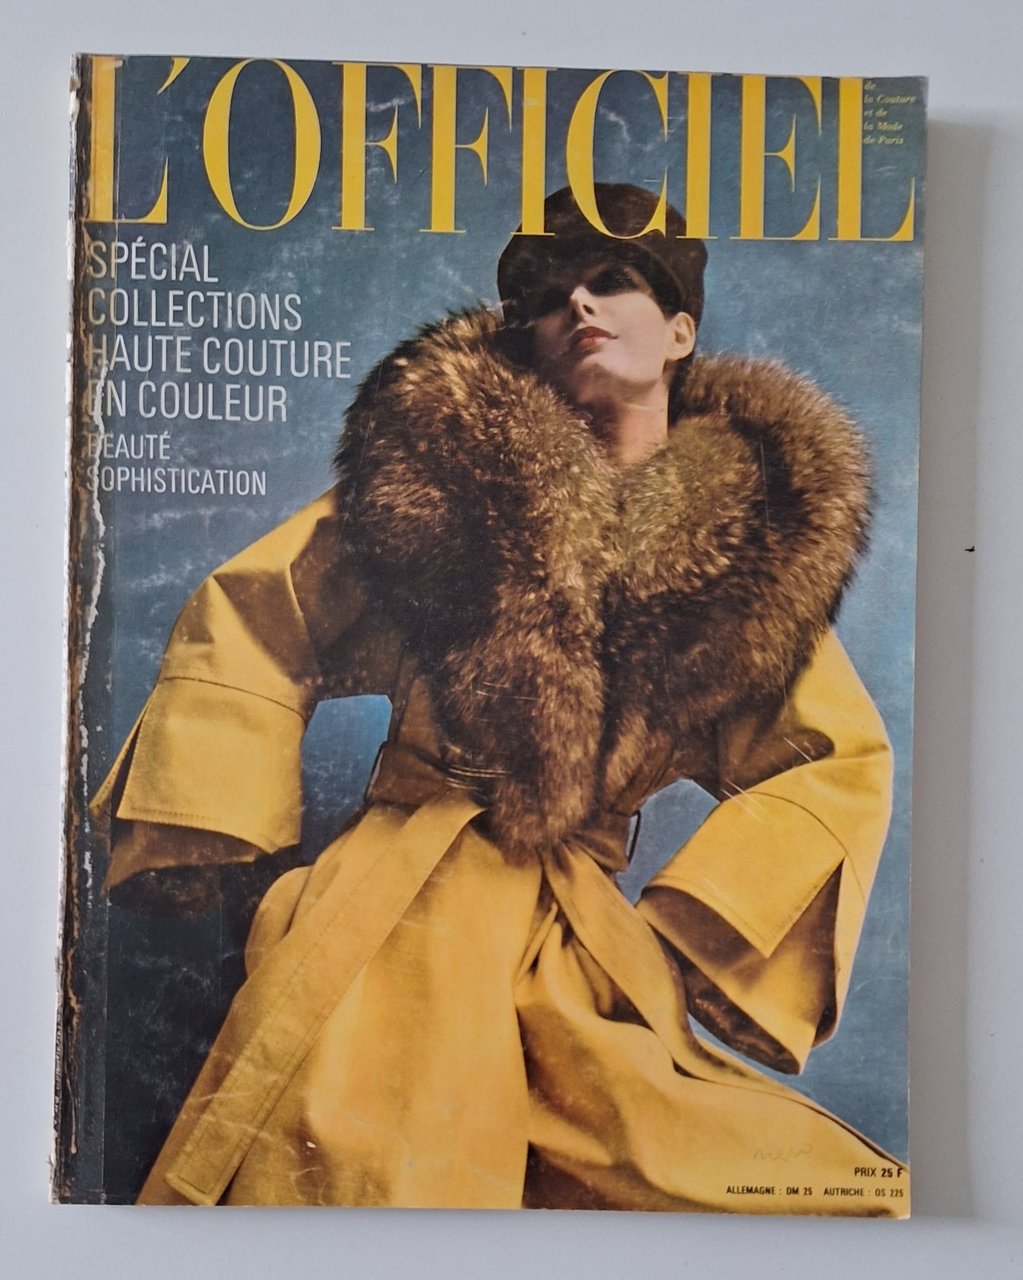 L'OFFICIEL
de
la Couture
et de
la Mode
de Paris
SPÉCIAL
COLLECTIONS
HAUTE COUTURE
EN COULEUR
BEAUTÉ
SOPHISTICATION
PRIX 25 F
ALLEMAGNE : DM 25 AUTRICHE : OS 225